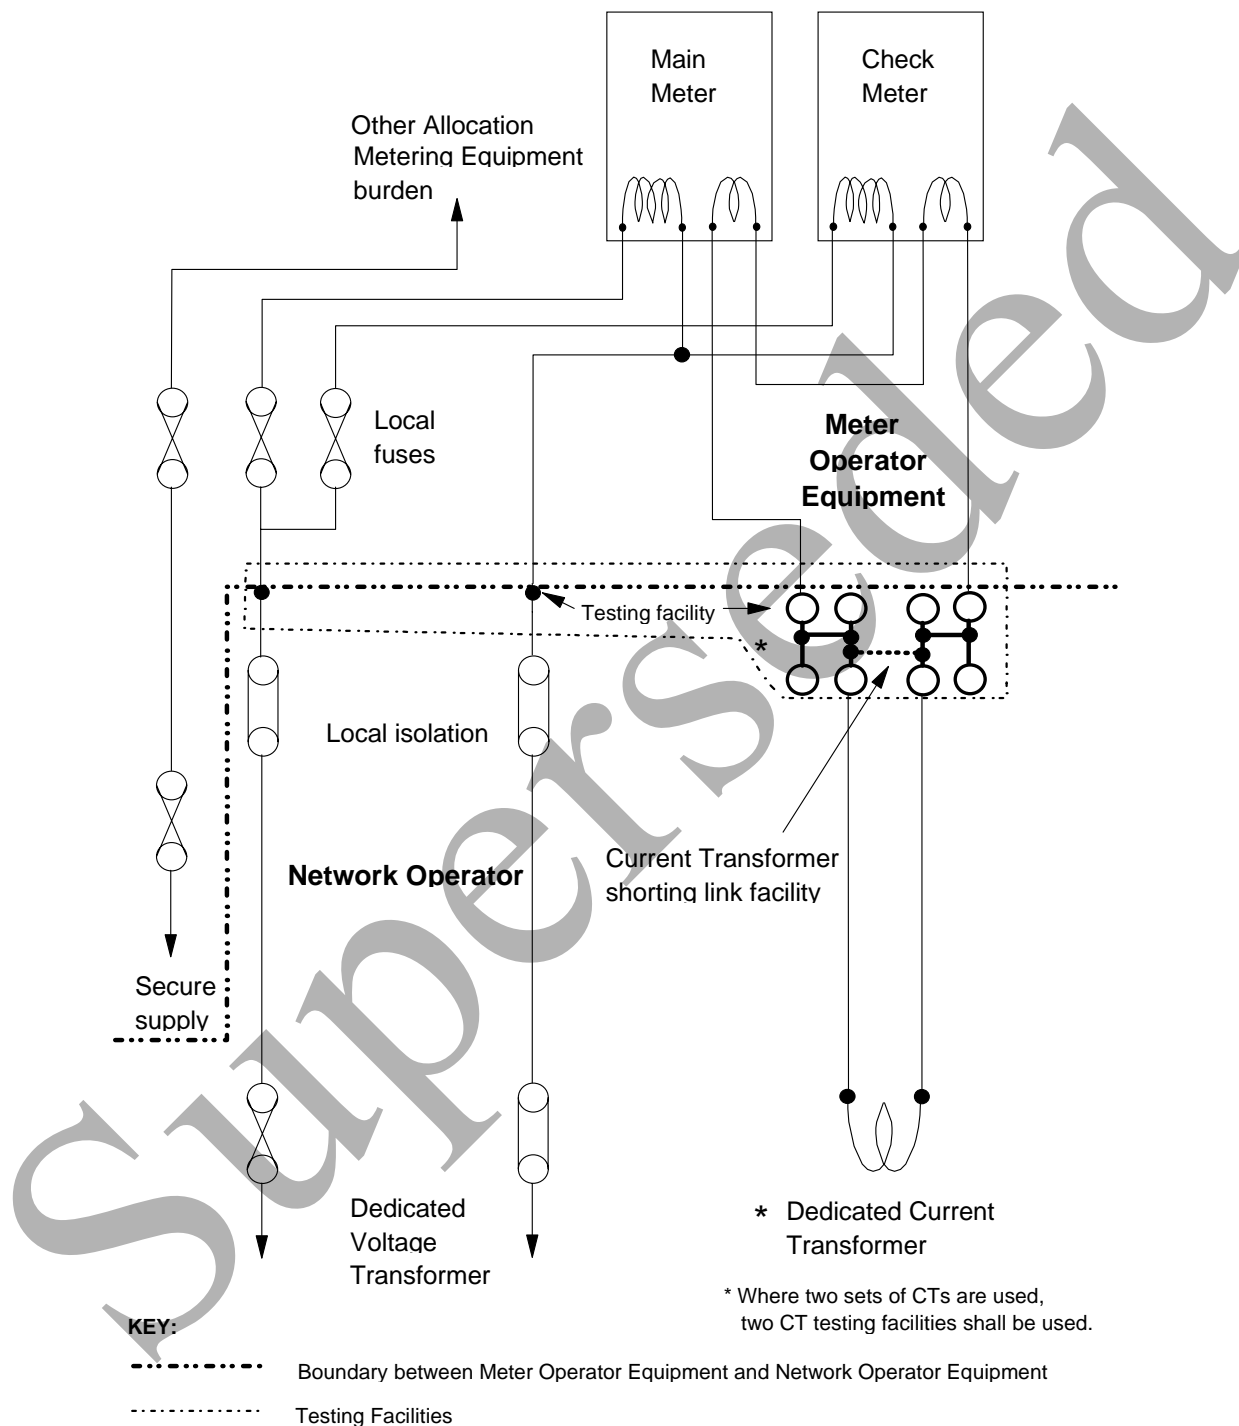 Main
Meter
Check
Meter
Other Allocation
Metering Equipment
burden
Local
fuses
Meter
Operator
Equipment
Testing facility
*
Local isolation
Network Operator
Current Transformer
shorting link facility
Secure
supply
Dedicated
Voltage
Transformer
* Dedicated Current
Transformer
* Where two sets of CTs are used,
two CT testing facilities shall be used.
KEY:
Boundary between Meter Operator Equipment and Network Operator Equipment
Testing Facilities
Superseded